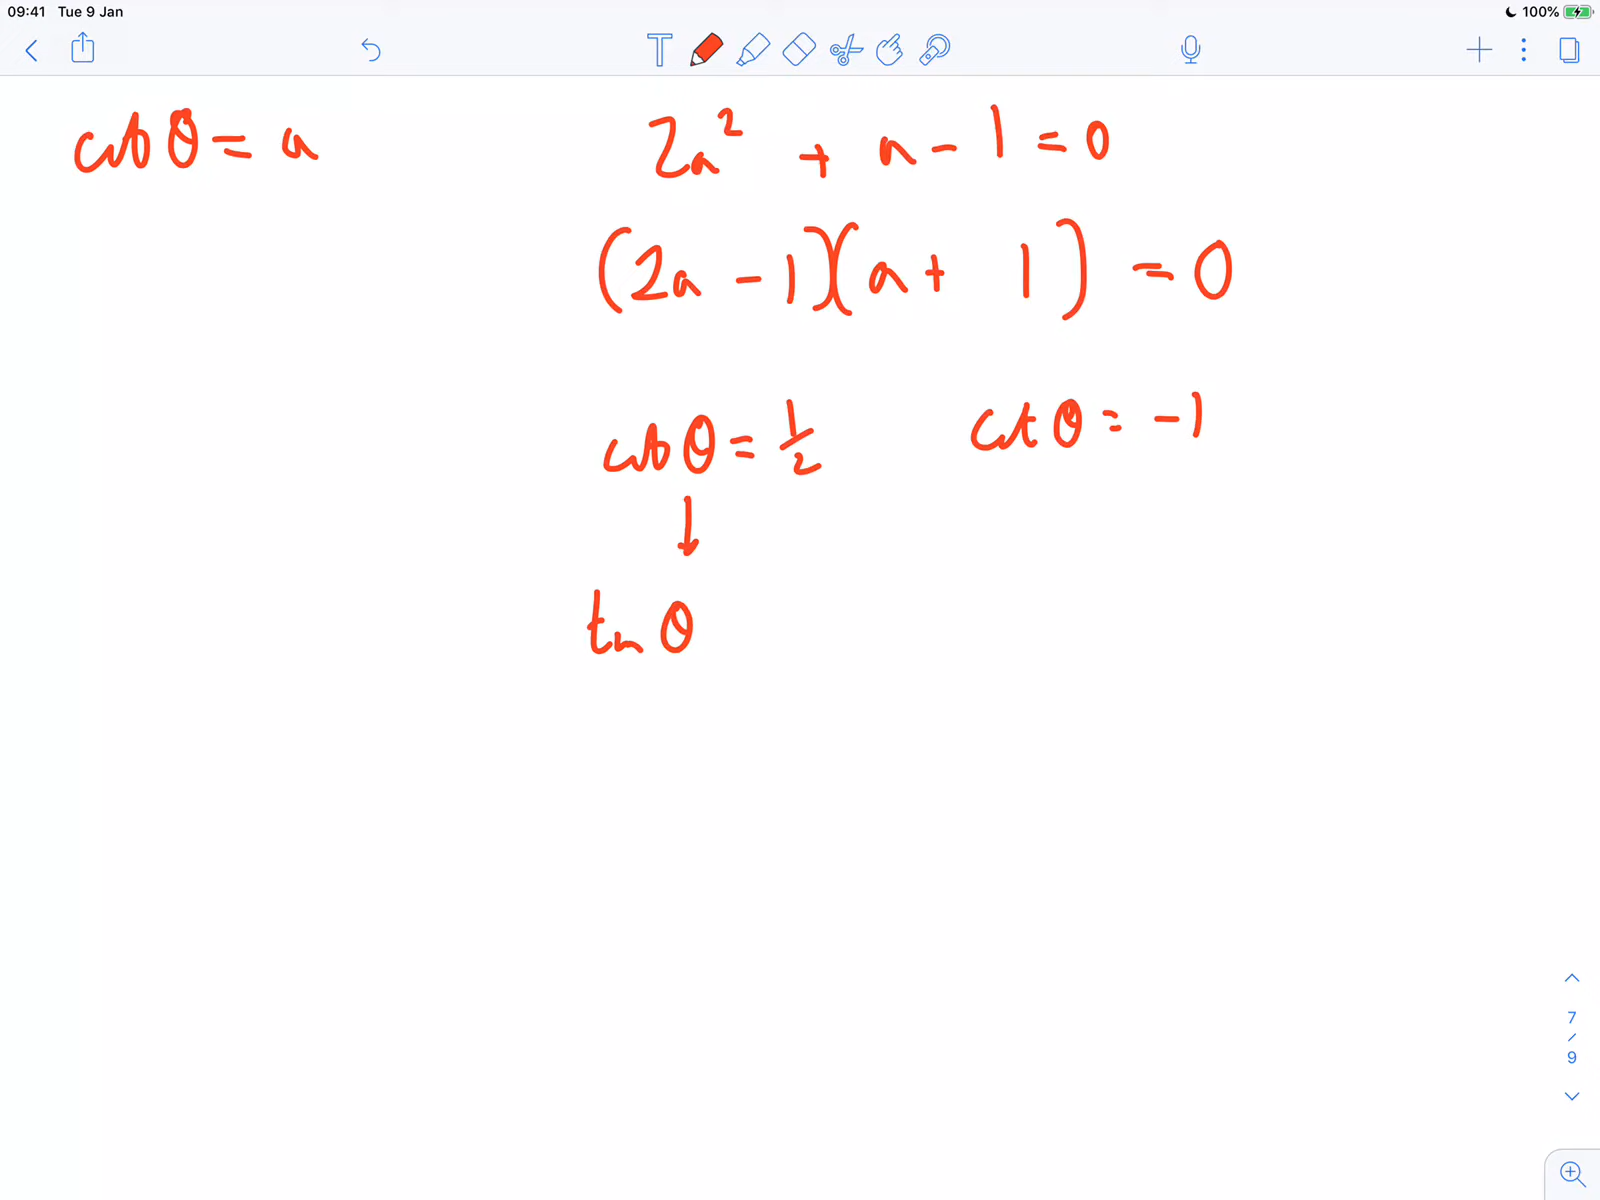 09:41 Tue 9 Jan 100%
T
cot θ = a
2a² + a - 1 = 0
(2a - 1)(a + 1) = 0
cot θ = 1/2 cot θ = -1
↓
tan θ
7
/
9